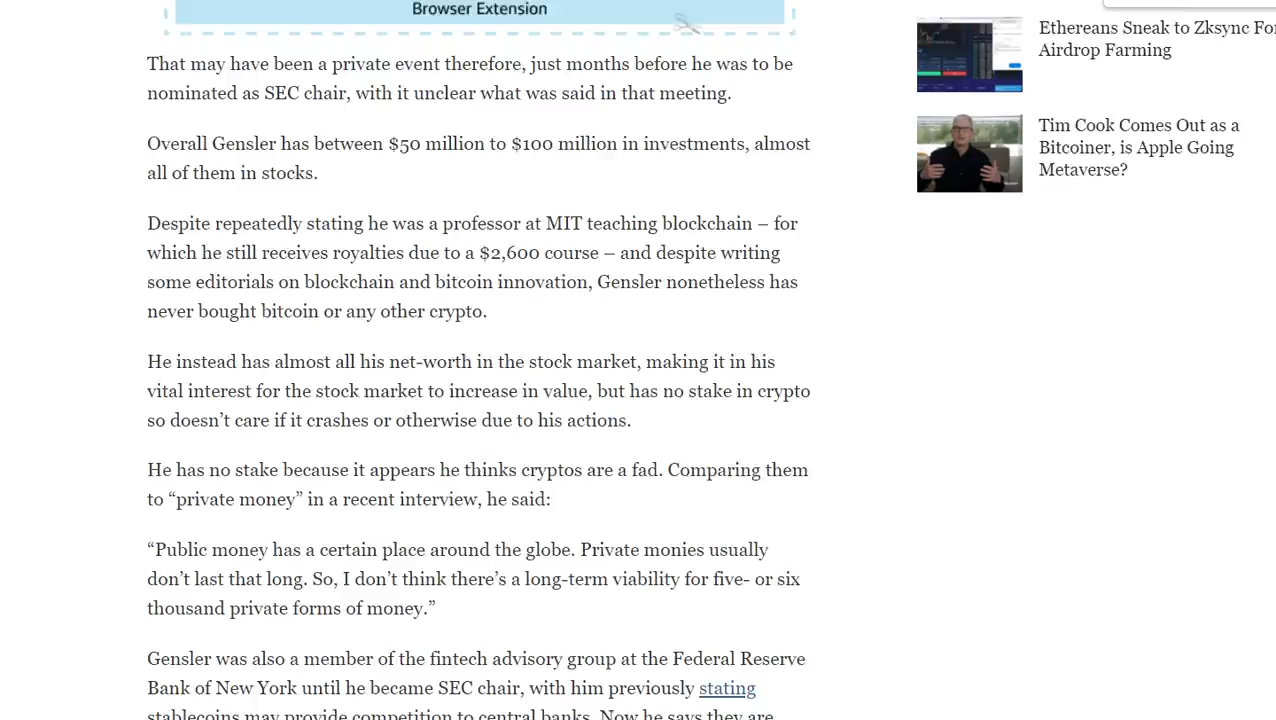 Browser Extension
That may have been a private event therefore, just months before he was to be
nominated as SEC chair, with it unclear what was said in that meeting.
Overall Gensler has between $50 million to $100 million in investments, almost
all of them in stocks.
Despite repeatedly stating he was a professor at MIT teaching blockchain – for
which he still receives royalties due to a $2,600 course – and despite writing
some editorials on blockchain and bitcoin innovation, Gensler nonetheless has
never bought bitcoin or any other crypto.
He instead has almost all his net-worth in the stock market, making it in his
vital interest for the stock market to increase in value, but has no stake in crypto
so doesn’t care if it crashes or otherwise due to his actions.
He has no stake because it appears he thinks cryptos are a fad. Comparing them
to “private money” in a recent interview, he said:
“Public money has a certain place around the globe. Private monies usually
don’t last that long. So, I don’t think there’s a long-term viability for five- or six
thousand private forms of money.”
Gensler was also a member of the fintech advisory group at the Federal Reserve
Bank of New York until he became SEC chair, with him previously stating
stablecoins may provide competition to central banks. Now he says they are
Ethereans Sneak to Zksync For
Airdrop Farming
Tim Cook Comes Out as a
Bitcoiner, is Apple Going
Metaverse?